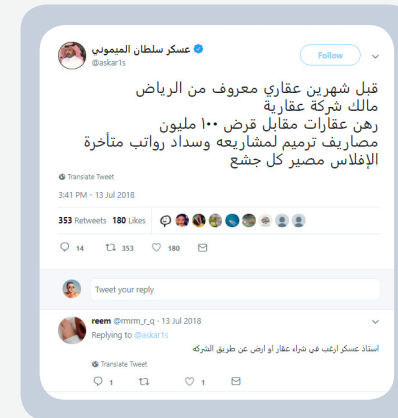 عسكر سلطان الميموني
@askar1s
Follow
قبل شهرين عقاري معروف من الرياض
مالك شركة عقارية
رهن عقارات مقابل قرض ١٠٠ مليون
مصاريف ترميم لمشاريعه وسداد رواتب متأخرة
الإفلاس مصير كل جشع
Translate Tweet
3:41 PM - 13 Jul 2018
353 Retweets 180 Likes
14 353 180
Tweet your reply
reem @rmrm_r_q · 13 Jul 2018
Replying to @askar1s
استاذ عسكر ارغب في شراء عقار او ارض عن طريق الشركه
Translate Tweet
1 1